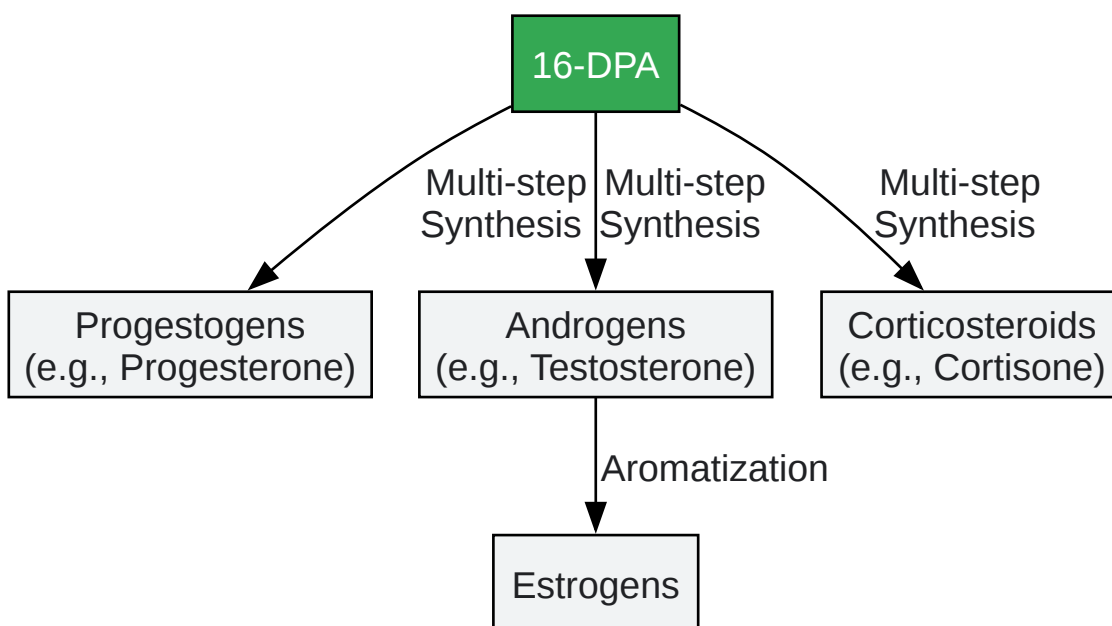 16-DPA
Multi-step
Synthesis
Multi-step
Synthesis
Multi-step
Synthesis
Progestogens
(e.g., Progesterone)
Androgens
(e.g., Testosterone)
Corticosteroids
(e.g., Cortisone)
Aromatization
Estrogens